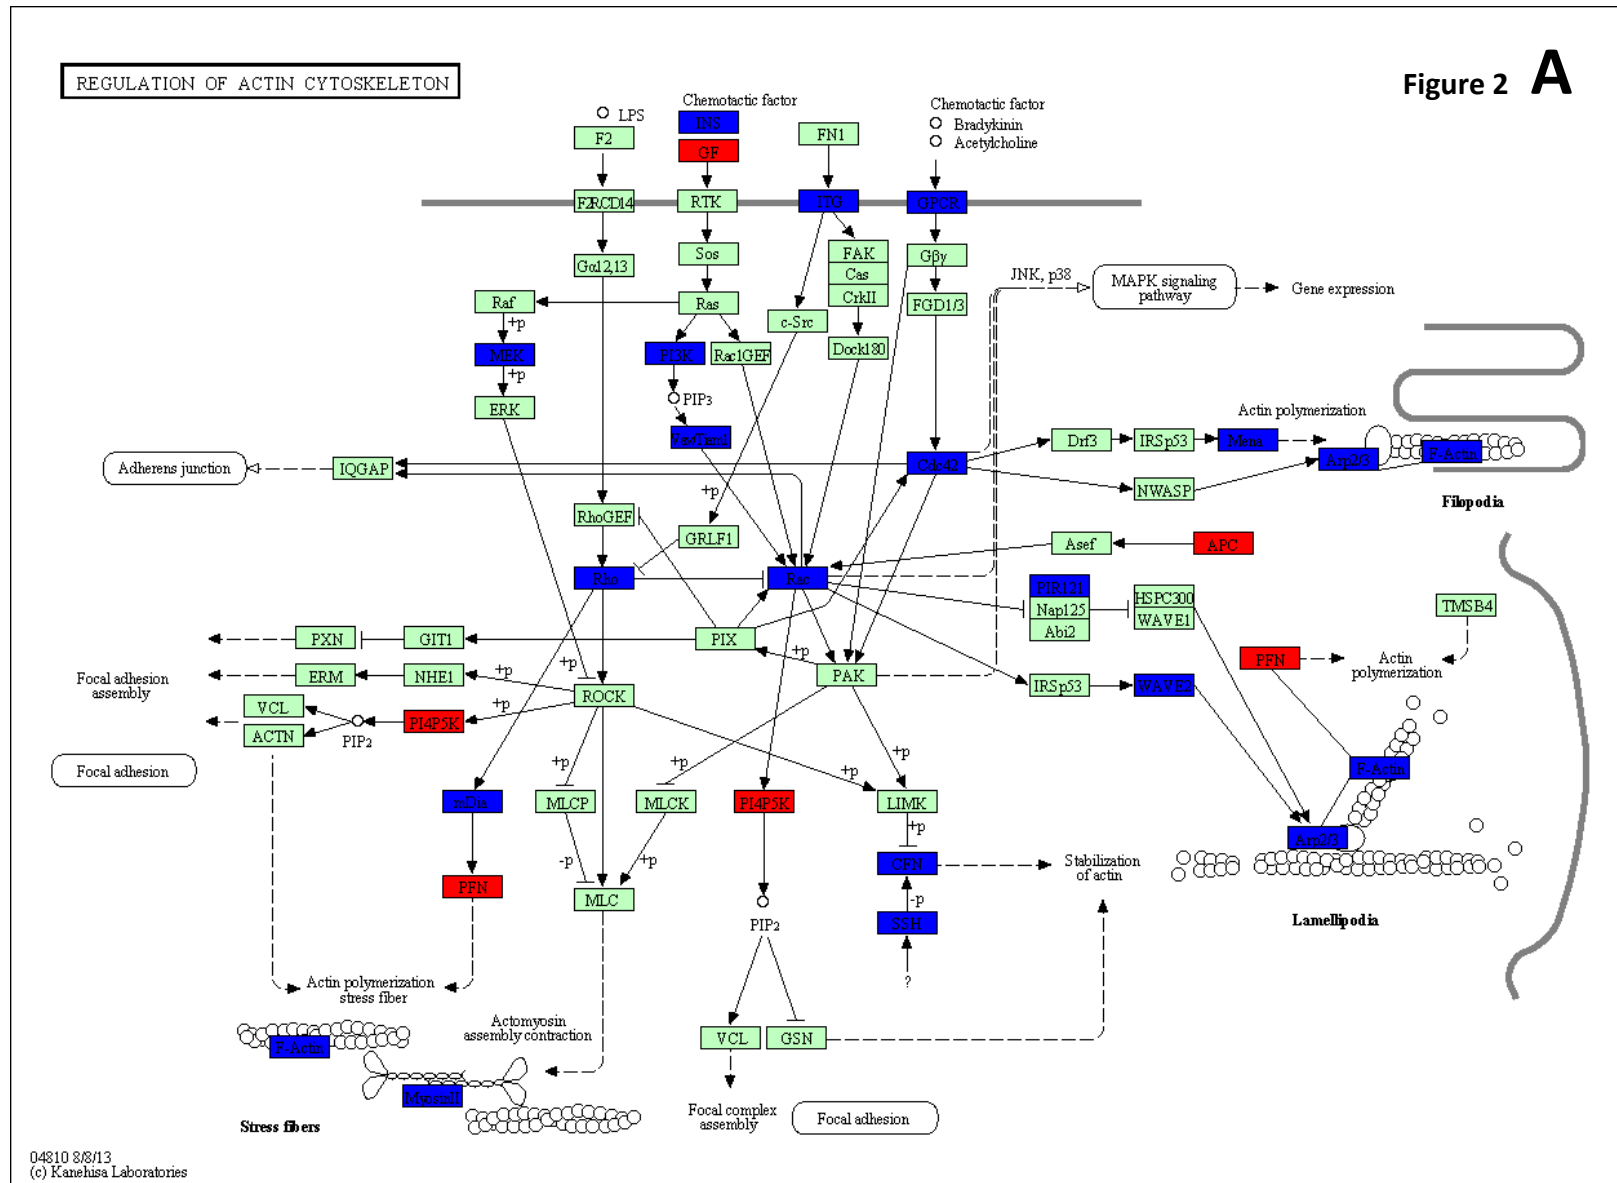 REGULATION OF ACTIN CYTOSKELETON
Figure 2 A
LPS
F2
Chemotactic factor
INS
GF
FN1
Chemotactic factor
Bradykinin
Acetylcholine
F2R
CD14
RTK
ITG
GPCR
Gα12,13
Sos
FAK
Cas
CrkII
Gβγ
JNK, p38
MAPK signaling
pathway
Gene expression
Raf
Ras
c-Src
FGD1/3
+p
MEK
PI3K
Rac1GEF
Dock180
+p
ERK
PIP3
Vav/Tiam1
Actin polymerization
Drf3
IRSp53
Mena
Arp2/3
F-Actin
Adherens junction
IQGAP
Cdc42
NWASP
Filopodia
+p
RhoGEF
GRLF1
Asef
APC
Rho
Rac
PIR121
Nap125
Abi2
HSPC300
WAVE1
TMSB4
PXN
GIT1
PIX
+p
PFN
Actin
polymerization
Focal adhesion
assembly
ERM
NHE1
+p
+p
ROCK
PAK
IRSp53
WAVE2
VCL
ACTN
PIP2
PI4P5K
+p
Focal adhesion
+p
+p
+p
+p
F-Actin
mDia
MLCP
MLCK
PI4P5K
LIMK
+p
Arp2/3
-p
+p
CFN
Stabilization
of actin
PFN
MLC
-p
SSH
PIP2
Lamellipodia
?
Actin polymerization
stress fiber
Actomyosin
assembly contraction
VCL
GSN
F-Actin
MyosinII
Stress fibers
Focal complex
assembly
Focal adhesion
04810 8/8/13
(c) Kanehisa Laboratories